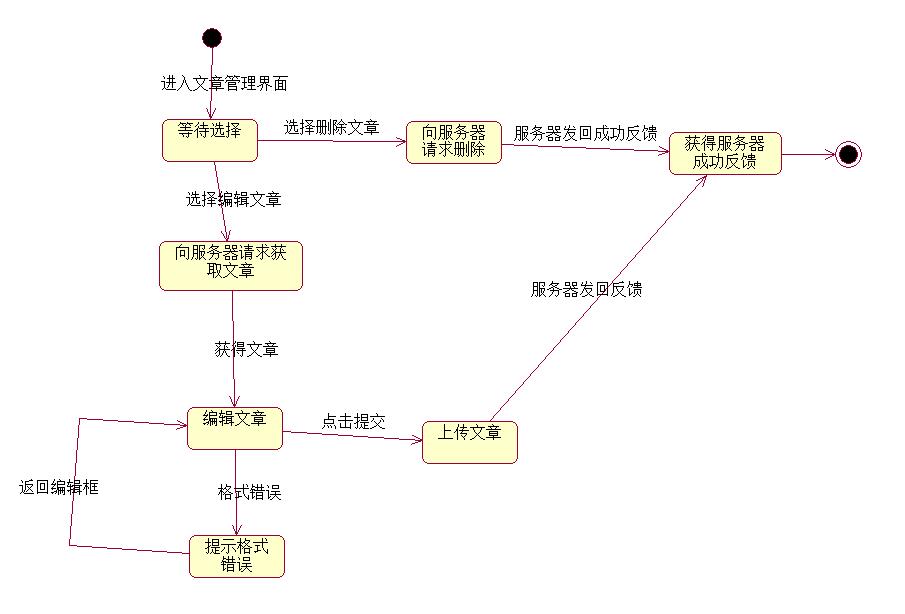 进入文章管理界面
等待选择
选择删除文章
向服务器
请求删除
服务器发回成功反馈
获得服务器
成功反馈
选择编辑文章
向服务器请求获
取文章
服务器发回反馈
获得文章
编辑文章
点击提交
上传文章
返回编辑框
格式错误
提示格式
错误